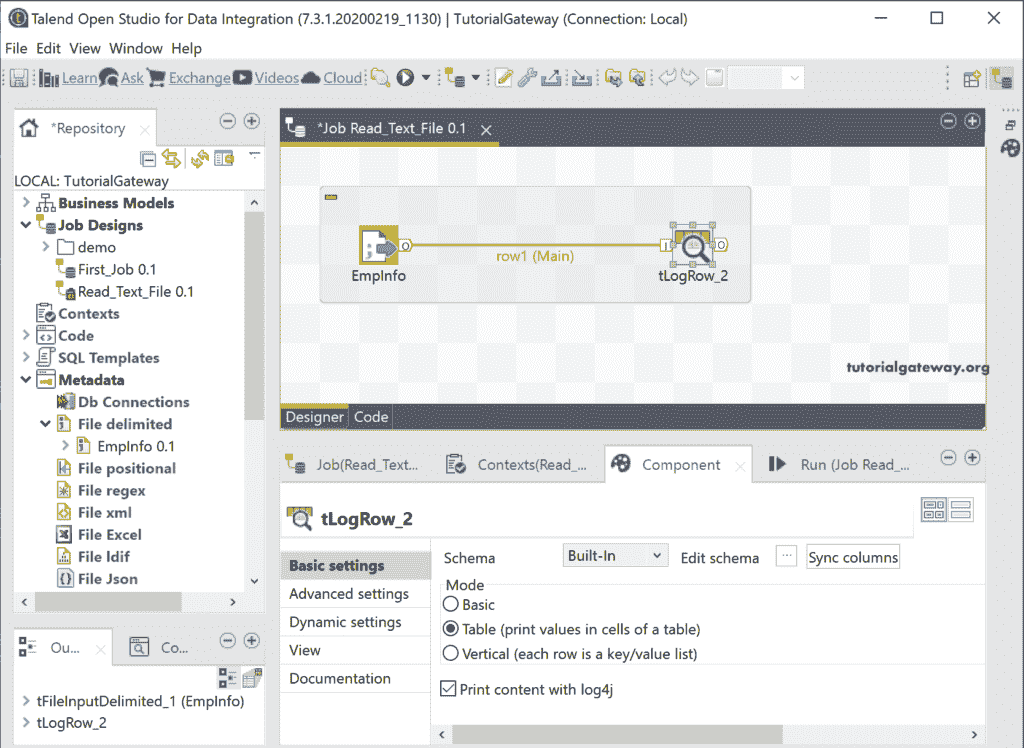 Talend Open Studio for Data Integration (7.3.1.20200219_1130) | TutorialGateway (Connection: Local)
File Edit View Window Help
Learn Ask Exchange Videos Cloud
*Repository
LOCAL: TutorialGateway
Business Models
Job Designs
demo
First_Job 0.1
Read_Text_File 0.1
Contexts
Code
SQL Templates
Metadata
Db Connections
File delimited
EmpInfo 0.1
File positional
File regex
File xml
File Excel
File ldif
File Json
Ou... Co...
tFileInputDelimited_1 (EmpInfo)
tLogRow_2
*Job Read_Text_File 0.1
row1 (Main)
EmpInfo
tLogRow_2
tutorialgateway.org
Designer Code
Job(Read_Text... Contexts(Read_... Component Run (Job Read_...
tLogRow_2
Basic settings
Advanced settings
Dynamic settings
View
Documentation
Schema Built-In Edit schema ... Sync columns
Mode
Basic
Table (print values in cells of a table)
Vertical (each row is a key/value list)
Print content with log4j